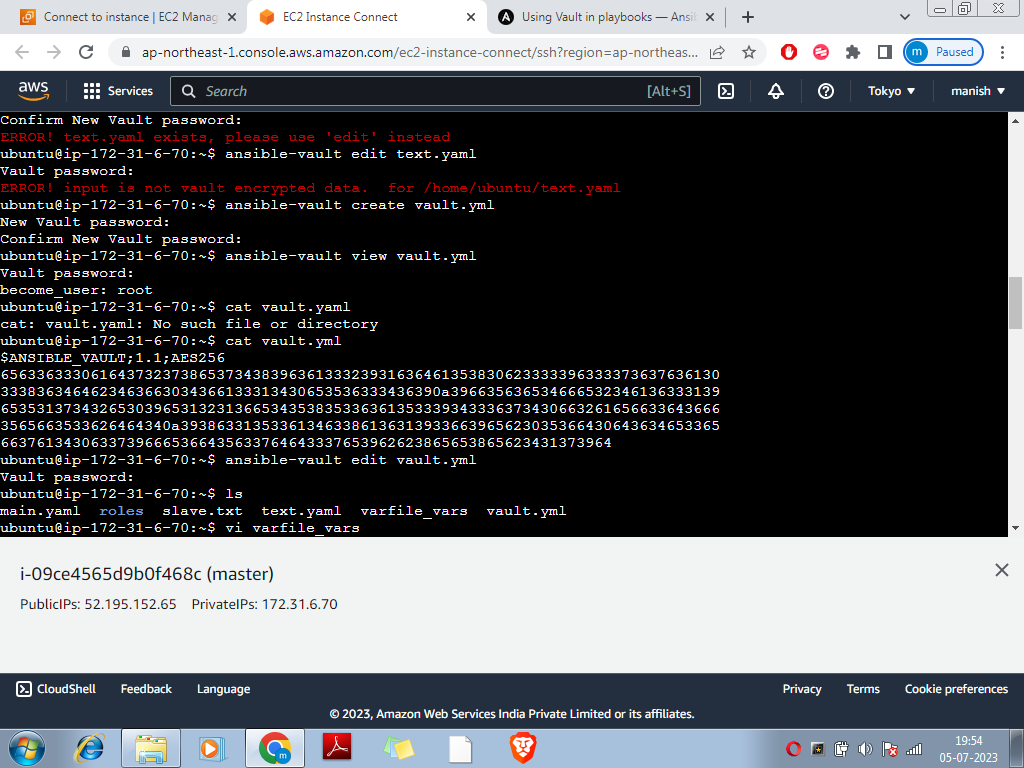 Connect to instance | EC2 Manag
EC2 Instance Connect
Using Vault in playbooks — Ansi
ap-northeast-1.console.aws.amazon.com/ec2-instance-connect/ssh?region=ap-northeas...
m Paused
aws
Services
Search
[Alt+S]
Tokyo ▼
manish ▼
Confirm New Vault password:
ERROR! text.yaml exists, please use 'edit' instead
ubuntu@ip-172-31-6-70:~$ ansible-vault edit text.yaml
Vault password:
ERROR! input is not vault encrypted data.  for /home/ubuntu/text.yaml
ubuntu@ip-172-31-6-70:~$ ansible-vault create vault.yml
New Vault password:
Confirm New Vault password:
ubuntu@ip-172-31-6-70:~$ ansible-vault view vault.yml
Vault password:
become_user: root
ubuntu@ip-172-31-6-70:~$ cat vault.yaml
cat: vault.yaml: No such file or directory
ubuntu@ip-172-31-6-70:~$ cat vault.yml
$ANSIBLE_VAULT;1.1;AES256
ubuntu@ip-172-31-6-70:~$ ansible-vault edit vault.yml
Vault password:
ubuntu@ip-172-31-6-70:~$ ls
main.yaml  roles  slave.txt  text.yaml  varfile_vars  vault.yml
ubuntu@ip-172-31-6-70:~$ vi varfile_vars
i-09ce4565d9b0f468c (master)
PublicIPs: 52.195.152.65 PrivateIPs: 172.31.6.70
CloudShell Feedback Language Privacy Terms Cookie preferences
© 2023, Amazon Web Services India Private Limited or its affiliates.
m
19:54
05-07-2023